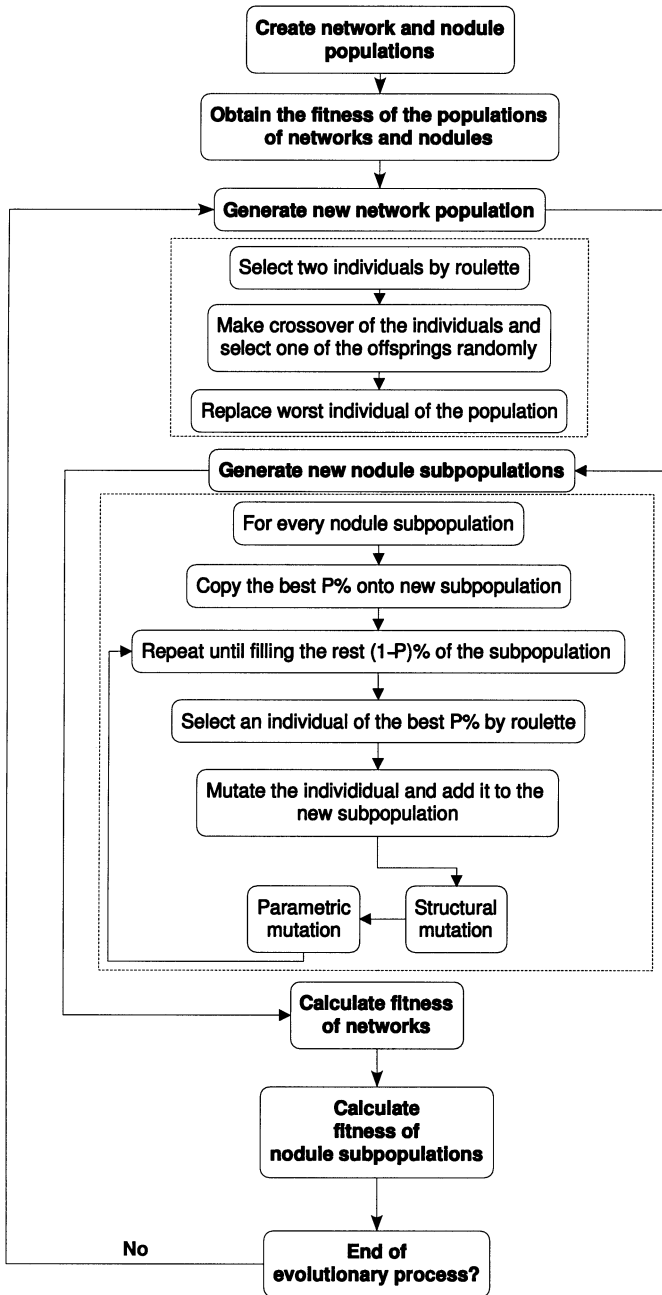 Create network and nodule
populations
Obtain the fitness of the populations
of networks and nodules
Generate new network population
Select two individuals by roulette
Make crossover of the individuals and
select one of the offsprings randomly
Replace worst individual of the population
Generate new nodule subpopulations
For every nodule subpopulation
Copy the best P% onto new subpopulation
Repeat until filling the rest (1–P)% of the subpopulation
Select an individual of the best P% by roulette
Mutate the individidual and add it to the
new subpopulation
Parametric
mutation
Structural
mutation
Calculate fitness
of networks
Calculate
fitness of
nodule subpopulations
No
End of
evolutionary process?